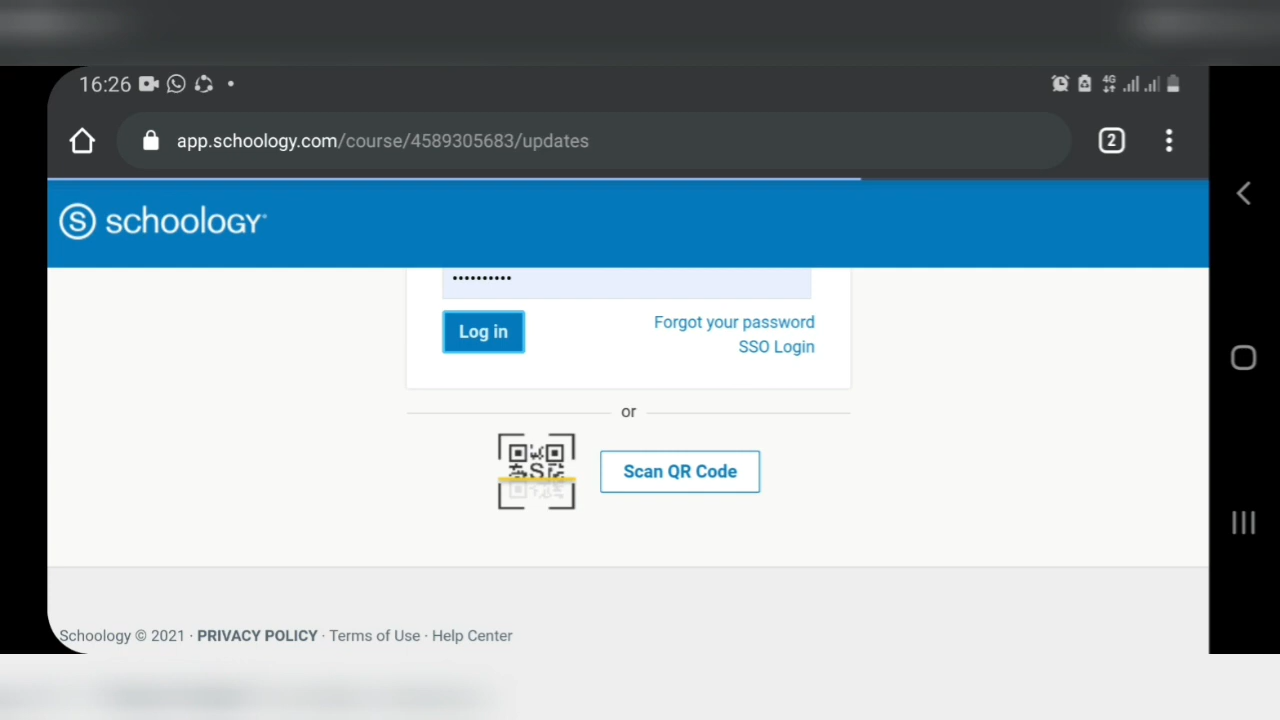 16:26
4G
app.schoology.com/course/4589305683/updates
2
S schoology®
••••••••••
Log in
Forgot your password
SSO Login
or
S
Scan QR Code
Schoology © 2021 · PRIVACY POLICY · Terms of Use · Help Center